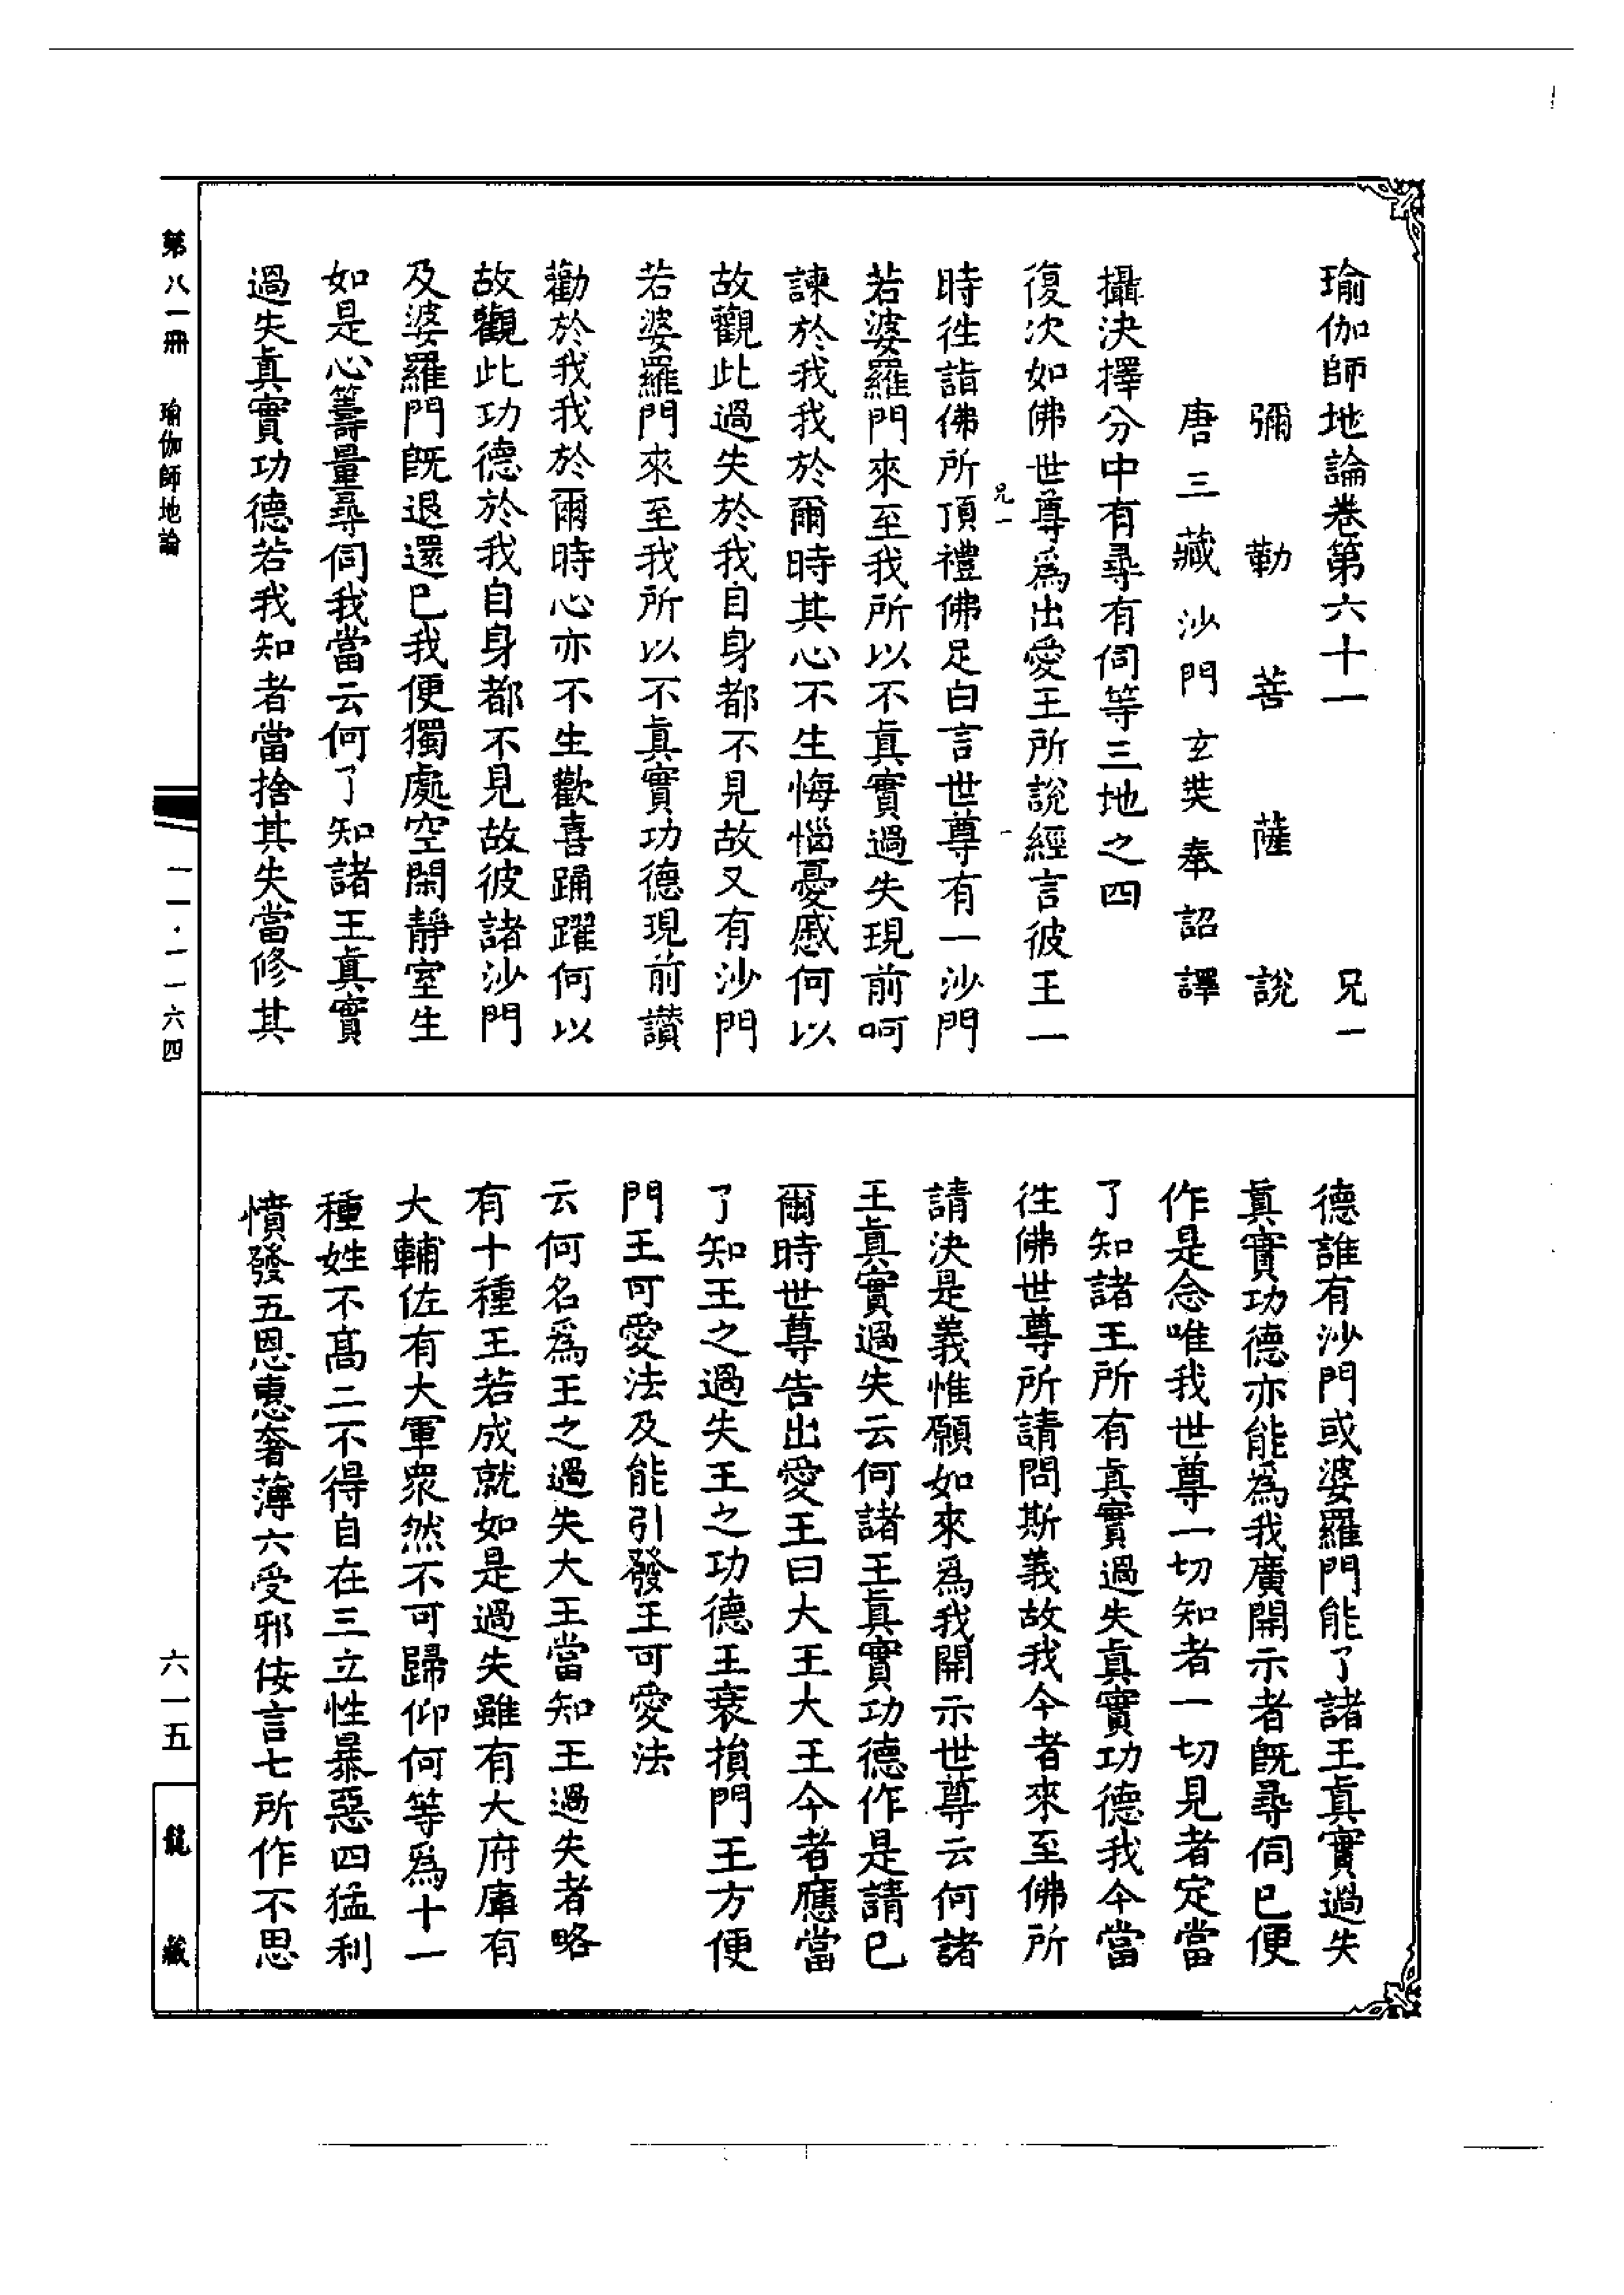 瑜伽師地論卷第六十一　兄一
彌勒菩薩說
唐三藏沙門玄奘奉詔譯
攝決擇分中有尋有伺等三地之四
復次如佛世尊爲出愛王所說經言彼王一
兄一
時往詣佛所頂禮佛足白言世尊有一沙門
若婆羅門來至我所以不眞實過失現前呵
諫於我我於爾時其心不生悔惱憂慼何以
故觀此過失於我自身都不見故又有沙門
若婆羅門來至我所以不眞實功德現前讚
勸於我我於爾時心亦不生歡喜踊躍何以
故觀此功德於我自身都不見故彼諸沙門
及婆羅門旣退還已我便獨處空閑靜室生
如是心籌量尋伺我當云何了知諸王眞實
過失眞實功德若我知者當捨其失當修其
德誰有沙門或婆羅門能了諸王眞實過失
眞實功德亦能為我廣開示者旣尋伺已便
作是念唯我世尊一切知者一切見者定當
了知諸王所有眞實過失眞實功德我今當
往佛世尊所請問斯義故我今者來至佛所
請決是義惟願如來爲我開示世尊云何諸
王眞實過失云何諸王眞實功德作是請已
爾時世尊告出愛王曰大王大王今者應當
了知王之過失王之功德王衰損門王方便
門王可愛法及能引發王可愛法
云何名爲王之過失大王當知王過失者略
有十種王若成就如是過失雖有大府庫有
大輔佐有大軍衆然不可歸仰何等爲十一
種姓不高二不得自在三立性暴惡四猛利
憤發五恩惠奢薄六受邪佞言七所作不思
第八一冊　瑜伽師地論
一一·一一六四
六一五
龍藏